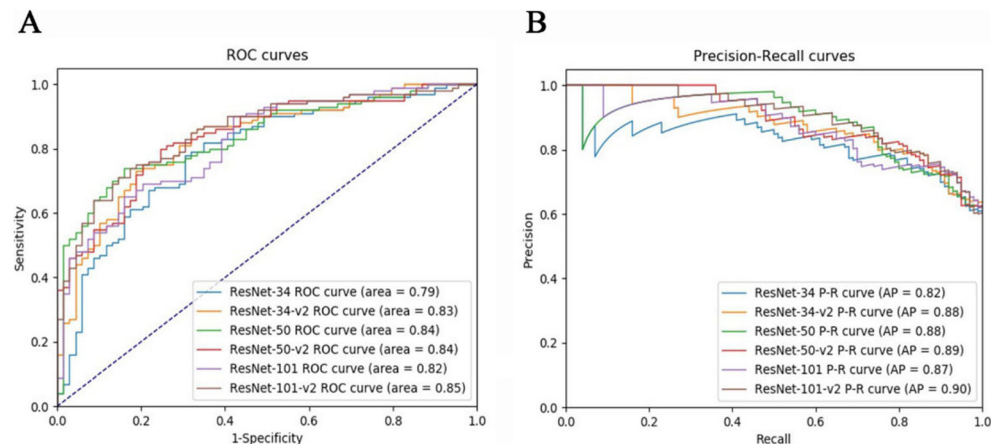 A
B
ROC curves
1.0
0.8
0.6
0.4
0.2
0.0
Sensitivity
ResNet-34 ROC curve (area = 0.79)
ResNet-34-v2 ROC curve (area = 0.83)
ResNet-50 ROC curve (area = 0.84)
ResNet-50-v2 ROC curve (area = 0.84)
ResNet-101 ROC curve (area = 0.82)
ResNet-101-v2 ROC curve (area = 0.85)
0.0 0.2 0.4 0.6 0.8 1.0
1-Specificity
Precision-Recall curves
1.0
0.8
0.6
0.4
0.2
0.0
Precision
ResNet-34 P-R curve (AP = 0.82)
ResNet-34-v2 P-R curve (AP = 0.88)
ResNet-50 P-R curve (AP = 0.88)
ResNet-50-v2 P-R curve (AP = 0.89)
ResNet-101 P-R curve (AP = 0.87)
ResNet-101-v2 P-R curve (AP = 0.90)
0.0 0.2 0.4 0.6 0.8 1.0
Recall